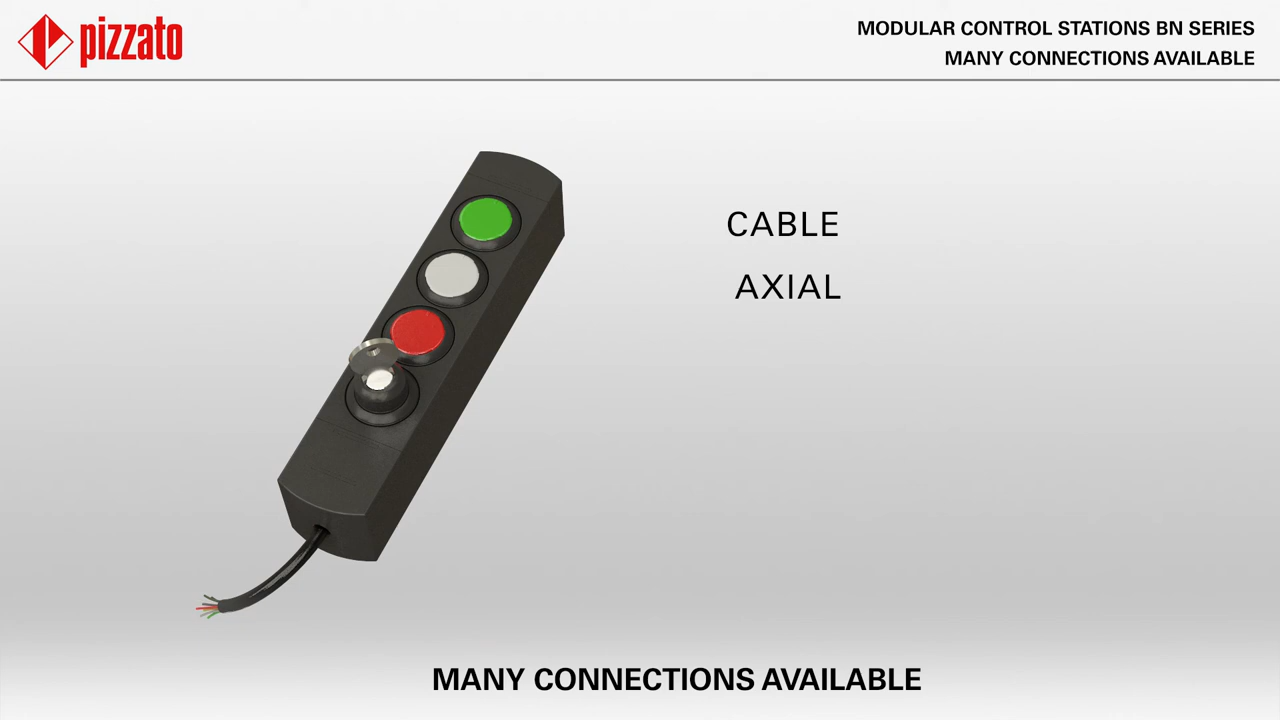 pizzato
MODULAR CONTROL STATIONS BN SERIES
MANY CONNECTIONS AVAILABLE
CABLE
AXIAL
MANY CONNECTIONS AVAILABLE